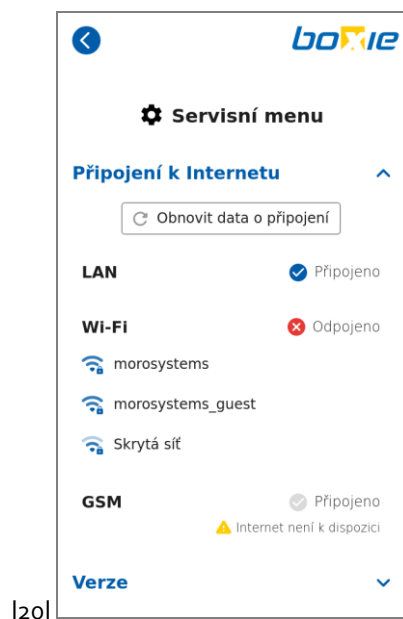 boxie
Servisní menu
Připojení k Internetu
Obnovit data o připojení
LAN Připojeno
Wi-Fi Odpojeno
morosystems
morosystems_guest
Skrytá síť
GSM Připojeno
Internet není k dispozici
Verze
|20|